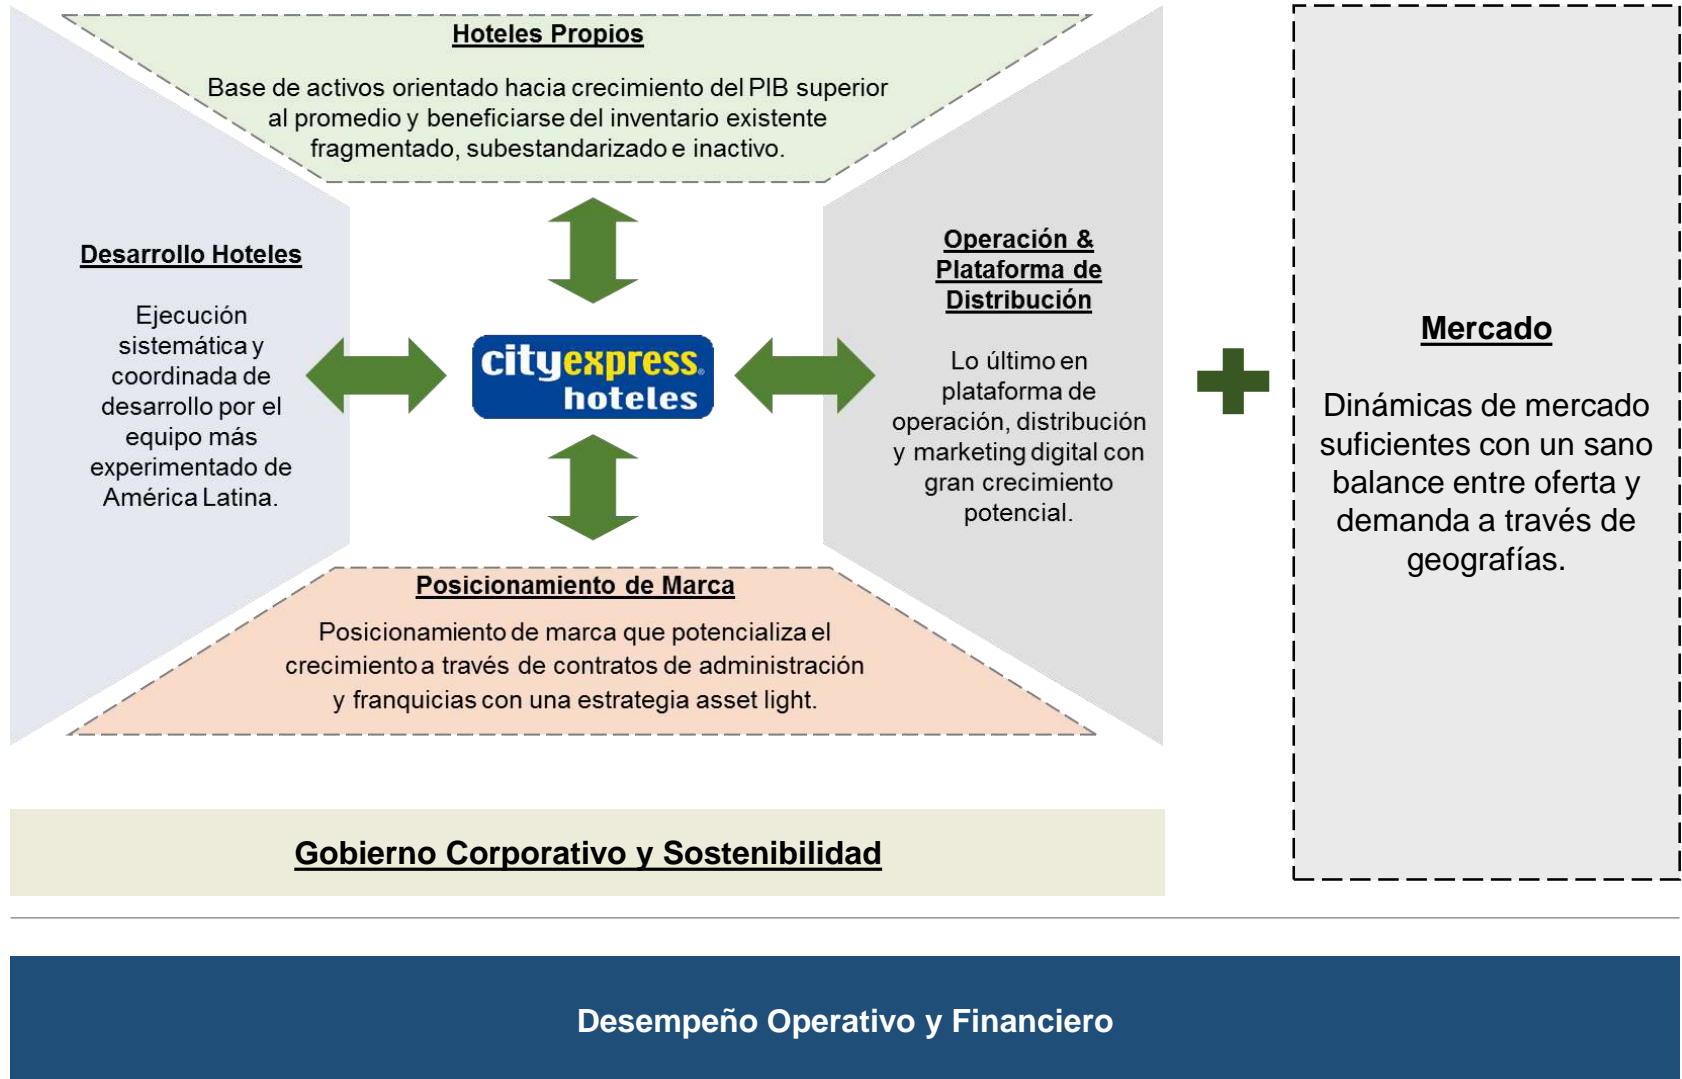 Hoteles Propios
Base de activos orientado hacia crecimiento del PIB superior
al promedio y beneficiarse del inventario existente
fragmentado, subestandarizado e inactivo.
Desarrollo Hoteles
Ejecución
sistemática y
coordinada de
desarrollo por el
equipo más
experimentado de
América Latina.
cityexpress®
hoteles
Operación &
Plataforma de
Distribución
Lo último en
plataforma de
operación, distribución
y marketing digital con
gran crecimiento
potencial.
Posicionamiento de Marca
Posicionamiento de marca que potencializa el
crecimiento a través de contratos de administración
y franquicias con una estrategia asset light.
Mercado
Dinámicas de mercado
suficientes con un sano
balance entre oferta y
demanda a través de
geografías.
Gobierno Corporativo y Sostenibilidad
Desempeño Operativo y Financiero